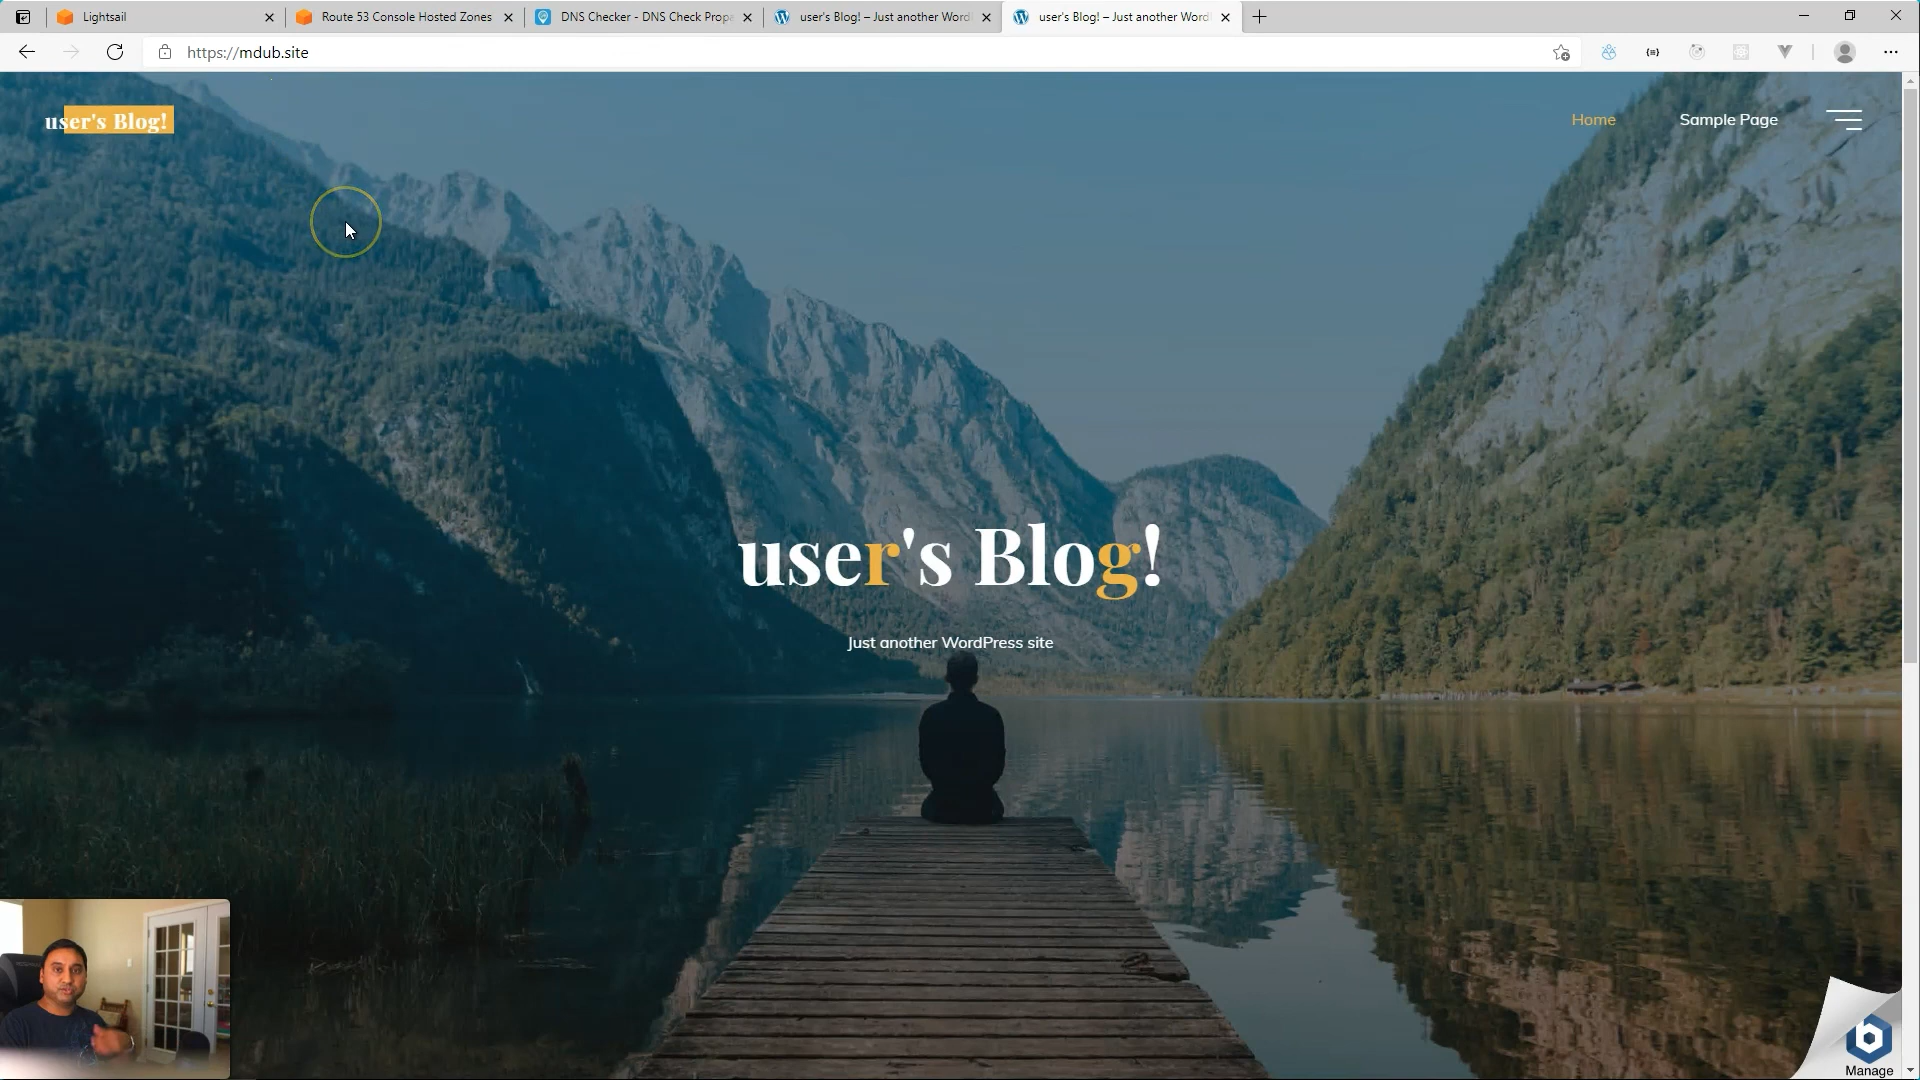 Lightsail
Route 53 Console Hosted Zones
DNS Checker - DNS Check Propa
user's Blog! – Just another Word
user's Blog! – Just another Word
https://mdub.site
user's Blog!
Home
Sample Page
user's Blog!
Just another WordPress site
b
Manage